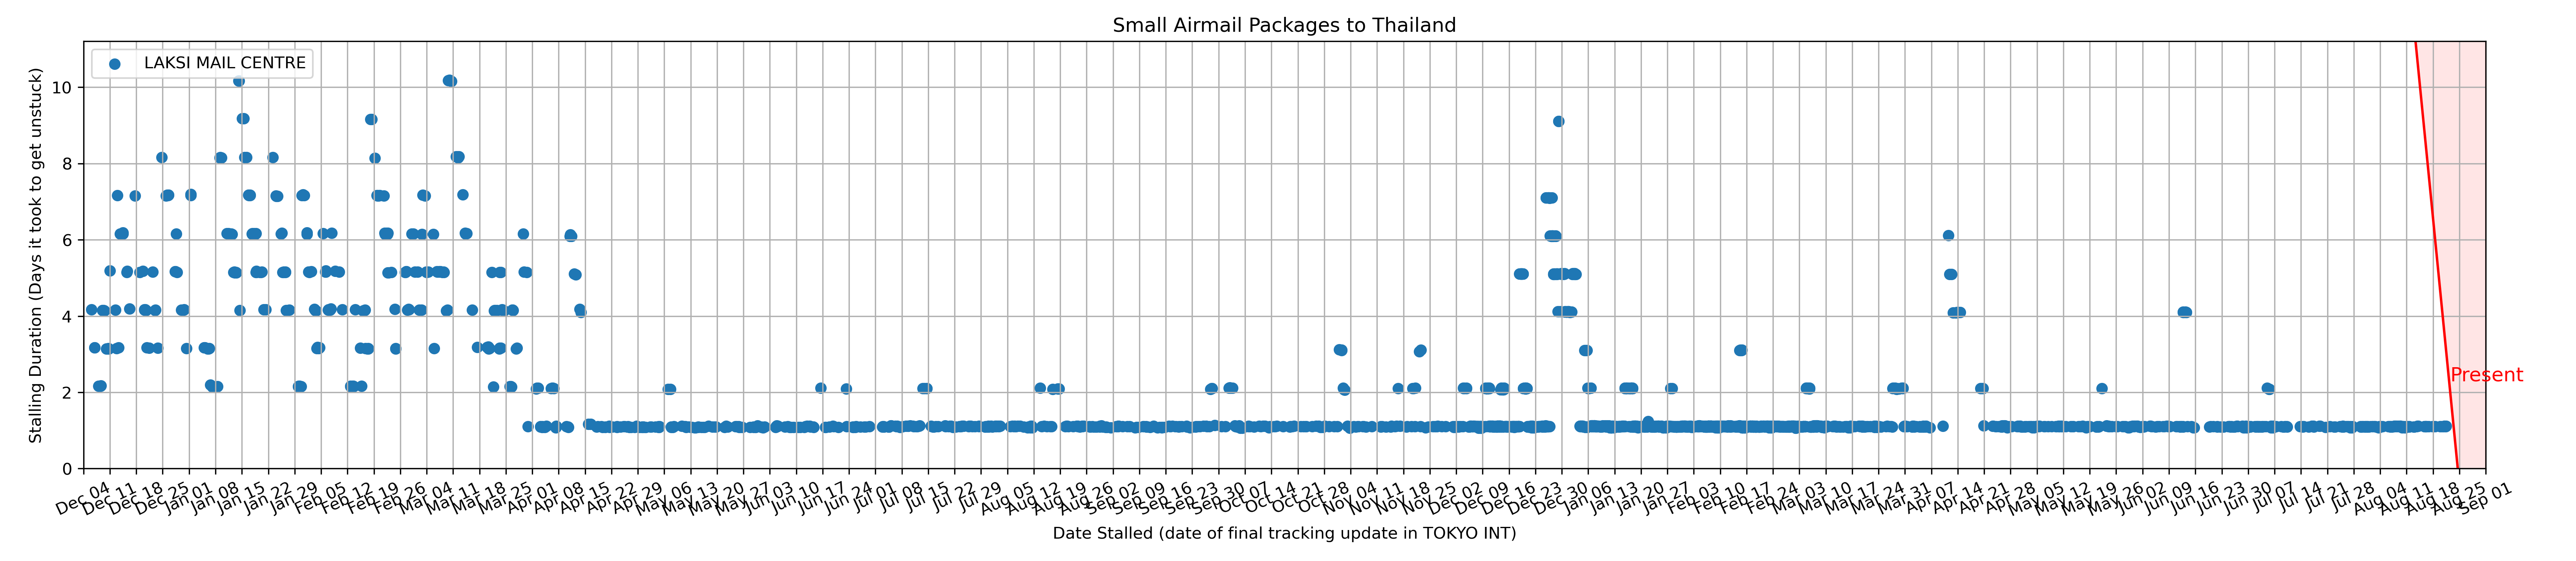 Small Airmail Packages to Thailand
LAKSI MAIL CENTRE
Stalling Duration (Days it took to get unstuck)
10
8
6
4
2
0
Present
Dec 04
Dec 11
Dec 18
Dec 25
Jan 01
Jan 08
Jan 15
Jan 22
Jan 29
Feb 05
Feb 12
Feb 19
Feb 26
Mar 04
Mar 11
Mar 18
Mar 25
Apr 01
Apr 08
Apr 15
Apr 22
Apr 29
May 06
May 13
May 20
May 27
Jun 03
Jun 10
Jun 17
Jun 24
Jul 01
Jul 08
Jul 15
Jul 22
Jul 29
Aug 05
Aug 12
Aug 19
Aug 26
Sep 02
Sep 09
Sep 16
Sep 23
Sep 30
Oct 07
Oct 14
Oct 21
Oct 28
Nov 04
Nov 11
Nov 18
Nov 25
Dec 02
Dec 09
Dec 16
Dec 23
Dec 30
Jan 06
Jan 13
Jan 20
Jan 27
Feb 03
Feb 10
Feb 17
Feb 24
Mar 03
Mar 10
Mar 17
Mar 24
Mar 31
Apr 07
Apr 14
Apr 21
Apr 28
May 05
May 12
May 19
May 26
Jun 02
Jun 09
Jun 16
Jun 23
Jun 30
Jul 07
Jul 14
Jul 21
Jul 28
Aug 04
Aug 11
Aug 18
Aug 25
Sep 01
Date Stalled (date of final tracking update in TOKYO INT)